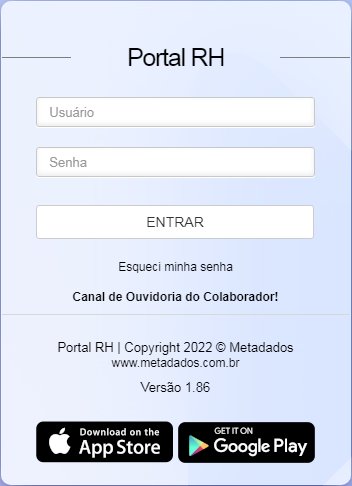 Portal RH
Usuário
Senha
ENTRAR
Esqueci minha senha
Canal de Ouvidoria do Colaborador!
Portal RH | Copyright 2022 © Metadados
www.metadados.com.br
Versão 1.86
Download on the
App Store
GET IT ON
Google Play